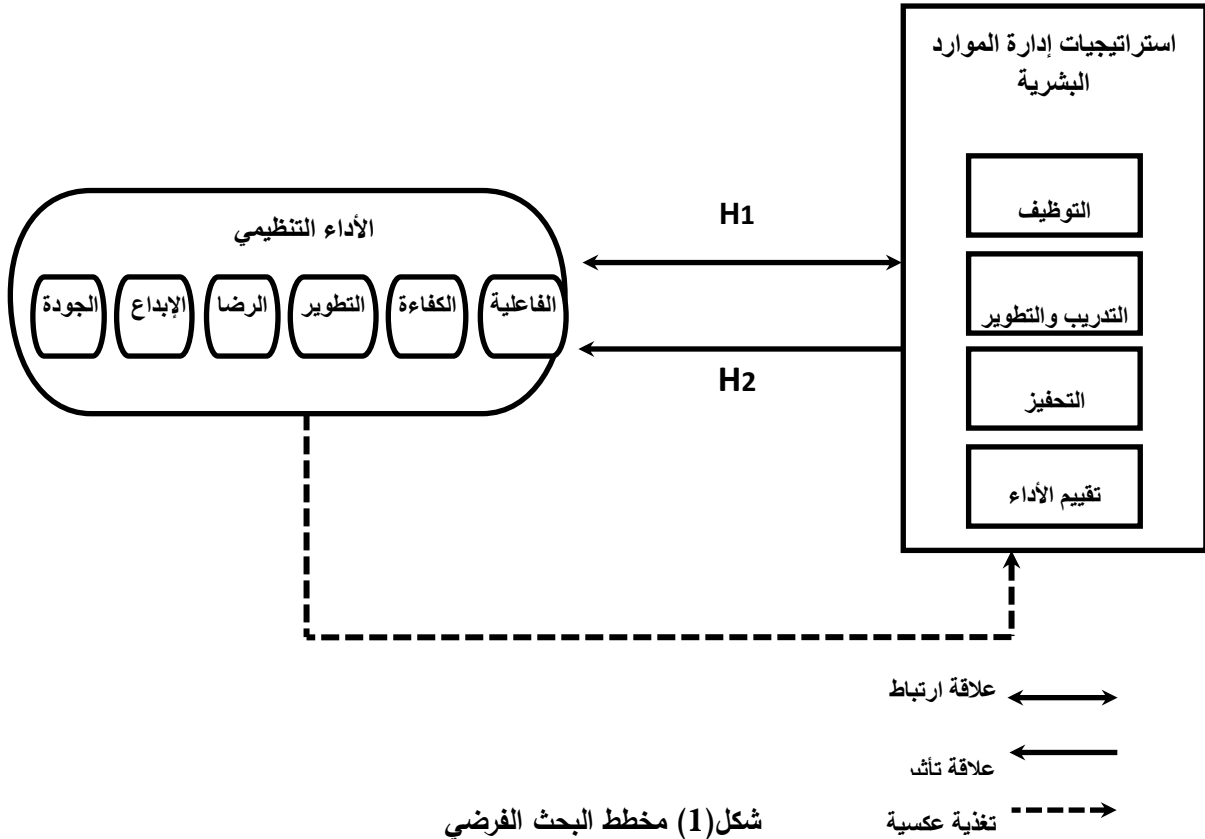 استراتيجيات إدارة الموارد
البشرية
التوظيف
التدريب والتطوير
التحفيز
تقييم الأداء
H1
H2
الأداء التنظيمي
الفاعلية
الكفاءة
التطوير
الرضا
الإبداع
الجودة
علاقة ارتباط
علاقة تأثير
تغذية عكسية
شكل(1) مخطط البحث الفرضي